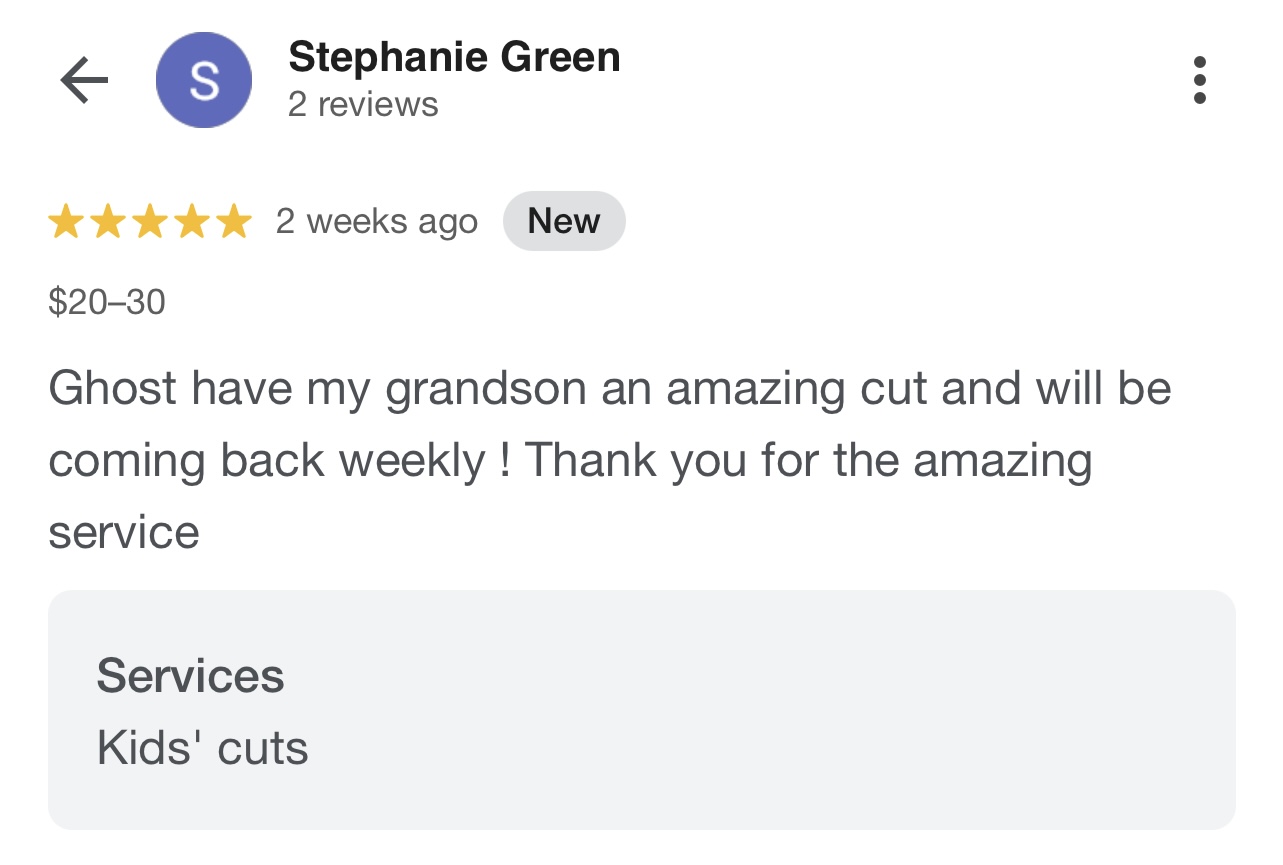 Stephanie Green
S
2 reviews
2 weeks ago New
$20–30
Ghost have my grandson an amazing cut and will be
coming back weekly ! Thank you for the amazing
service
Services
Kids' cuts